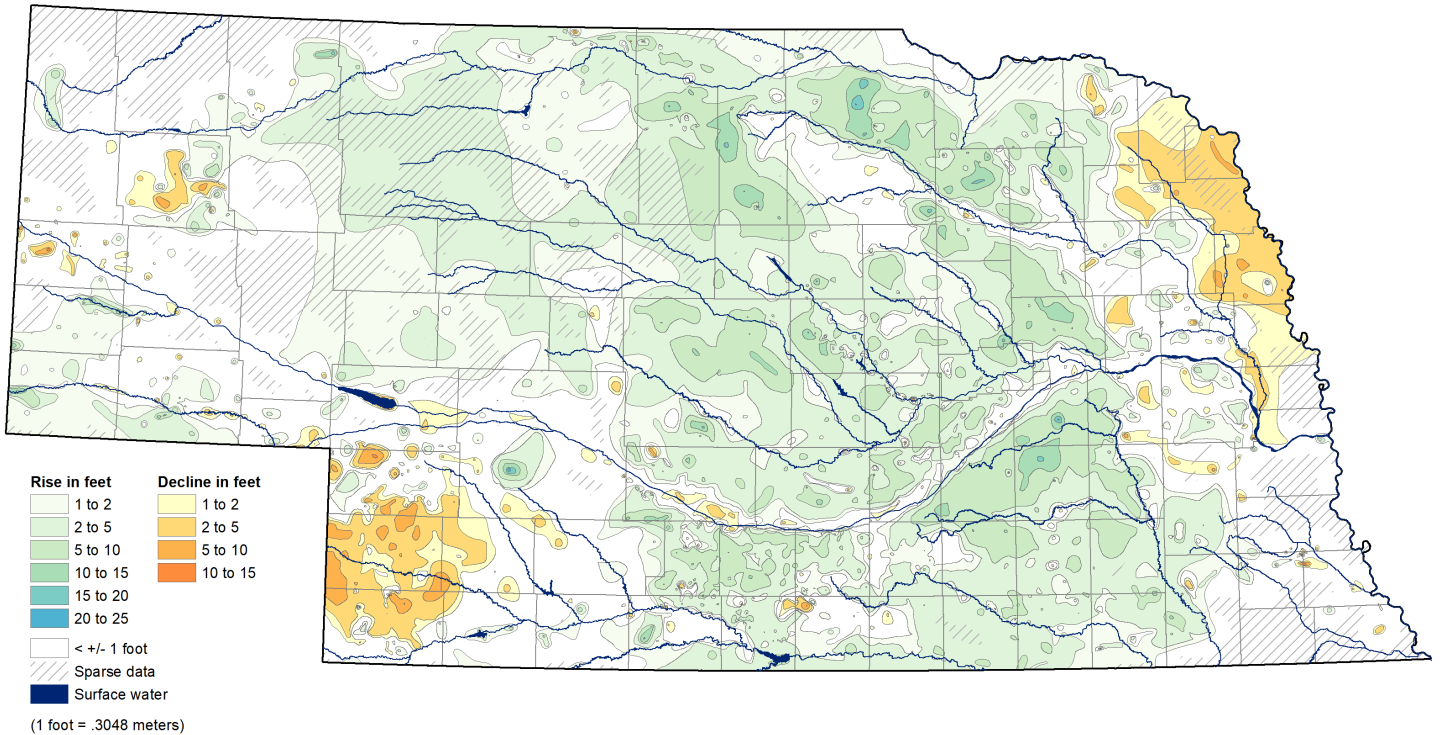 Rise in feet
1 to 2
2 to 5
5 to 10
10 to 15
15 to 20
20 to 25
Decline in feet
1 to 2
2 to 5
5 to 10
10 to 15
< +/- 1 foot
Sparse data
Surface water
(1 foot = .3048 meters)